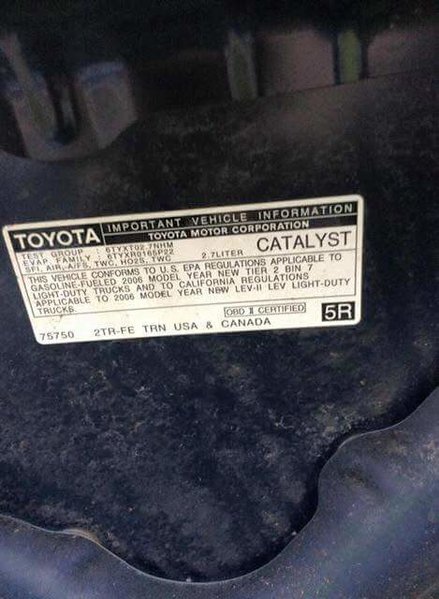 TOYOTA
IMPORTANT VEHICLE INFORMATION
TOYOTA MOTOR CORPORATION
TEST GROUP : 6TYXT02.7NHM
EVAP. FAMILY : 6TYXR0165P22
SFI, AIR, A/FS, TWC, HO2S, TWC
2.7LITER
CATALYST
THIS VEHICLE CONFORMS TO U.S. EPA REGULATIONS APPLICABLE TO
GASOLINE-FUELED 2006 MODEL YEAR NEW TIER 2 BIN 7
LIGHT-DUTY TRUCKS AND TO CALIFORNIA REGULATIONS
APPLICABLE TO 2006 MODEL YEAR NEW LEV-II LEV LIGHT-DUTY
TRUCKS.
OBD II CERTIFIED
5R
75750 2TR-FE TRN USA & CANADA